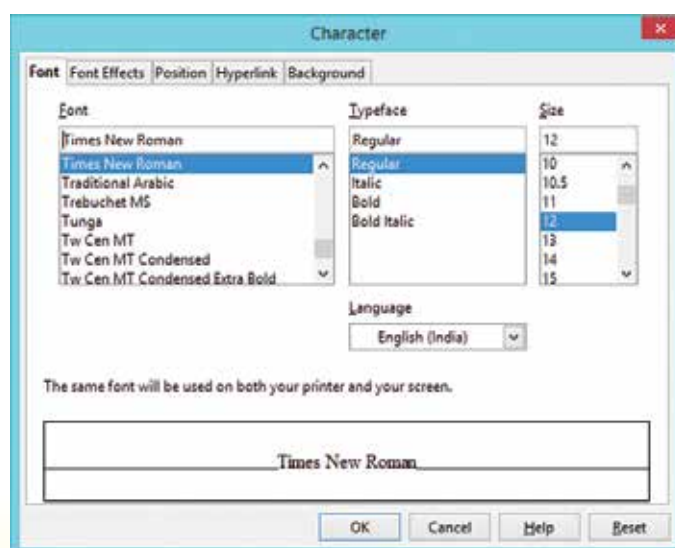 Character
Font Font Effects Position Hyperlink Background
Font Typeface Size
Times New Roman Regular 12
Times New Roman Regular 10
Traditional Arabic Italic 10.5
Trebuchet MS Bold 11
Tunga Bold Italic 12
Tw Cen MT 13
Tw Cen MT Condensed 14
Tw Cen MT Condensed Extra Bold 15
Language
English (India)
The same font will be used on both your printer and your screen.
Times New Roman
OK Cancel Help Reset